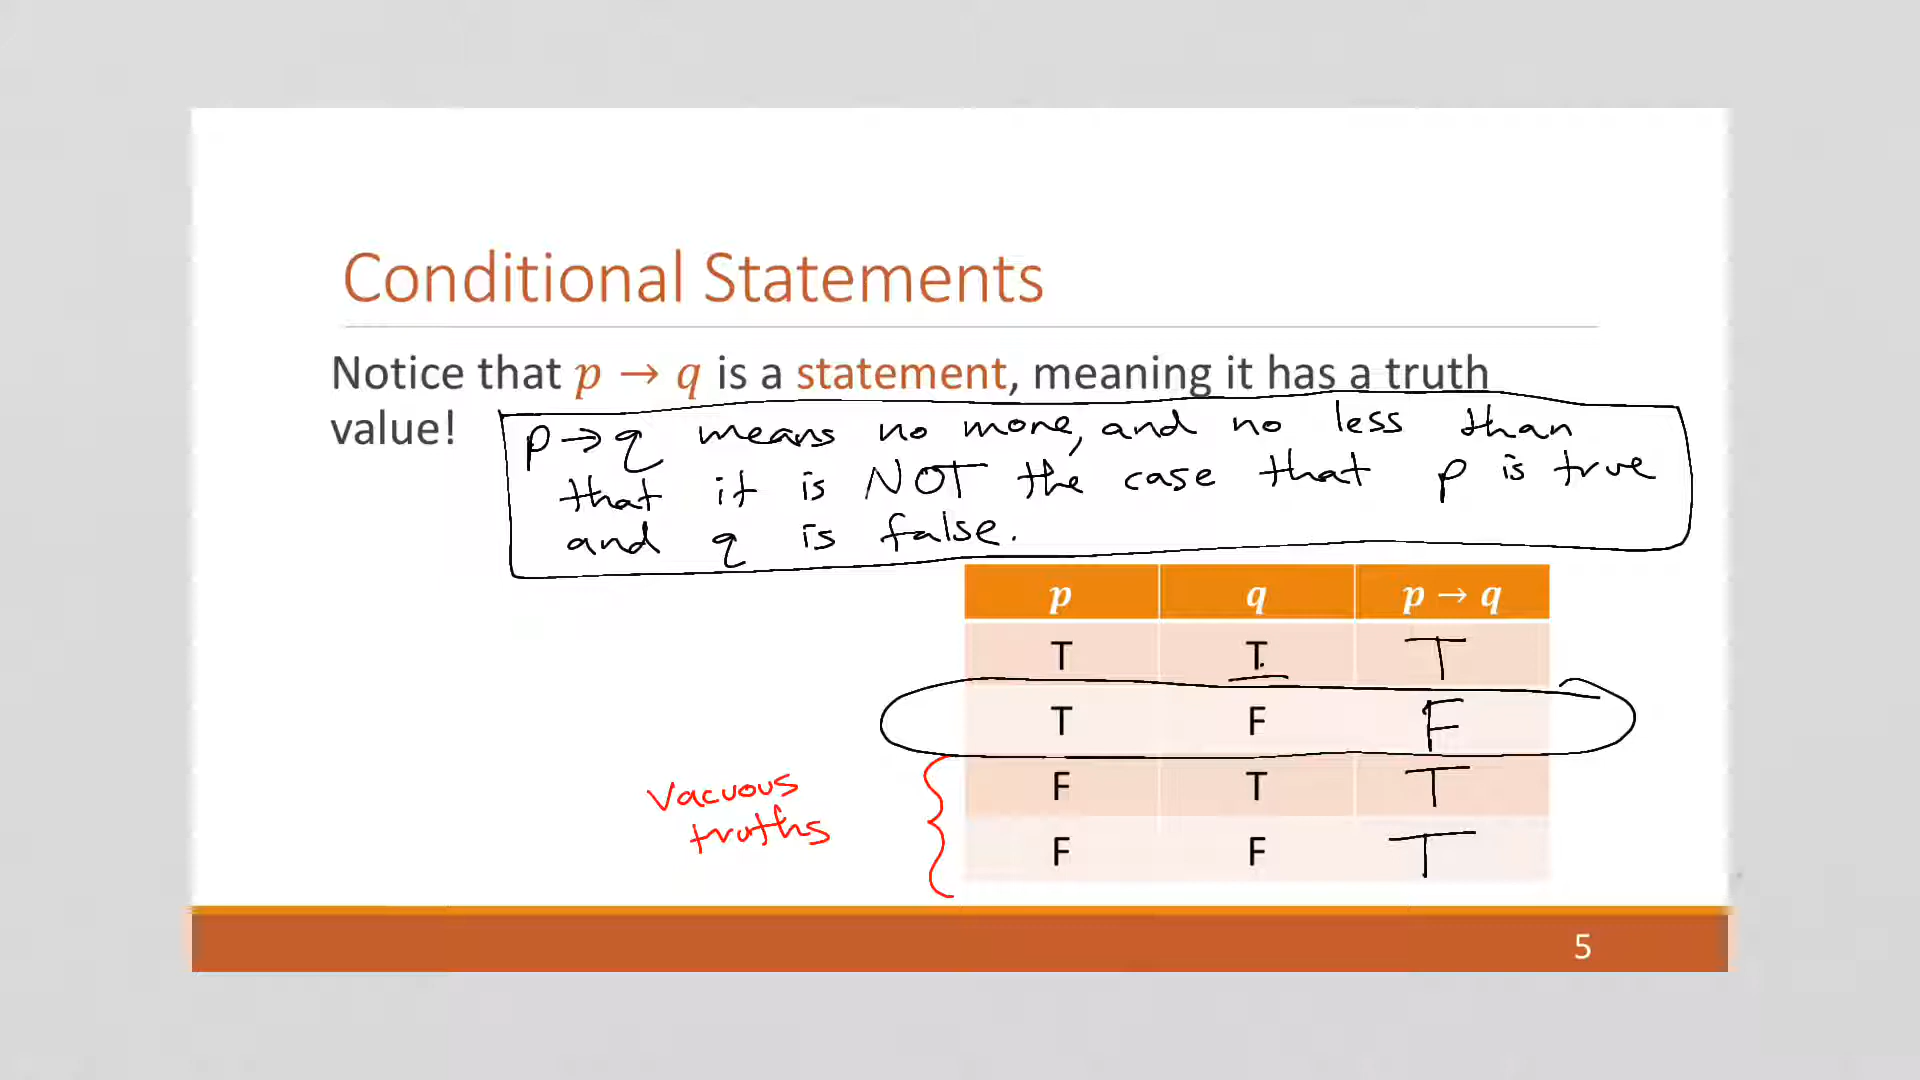 Conditional Statements
Notice that p → q is a statement, meaning it has a truth
value!
p → q means no more, and no less than
that it is NOT the case that p is true
and q is false.
p q p → q
T T T
T F F
F T T
F F T
Vacuous
truths
5